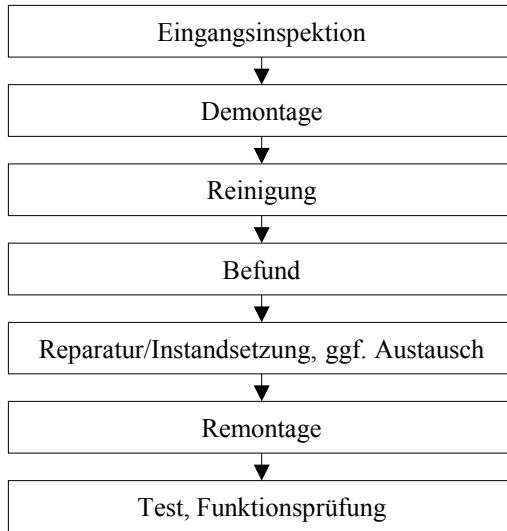 Eingangsinspektion
Demontage
Reinigung
Befund
Reparatur/Instandsetzung, ggf. Austausch
Remontage
Test, Funktionsprüfung